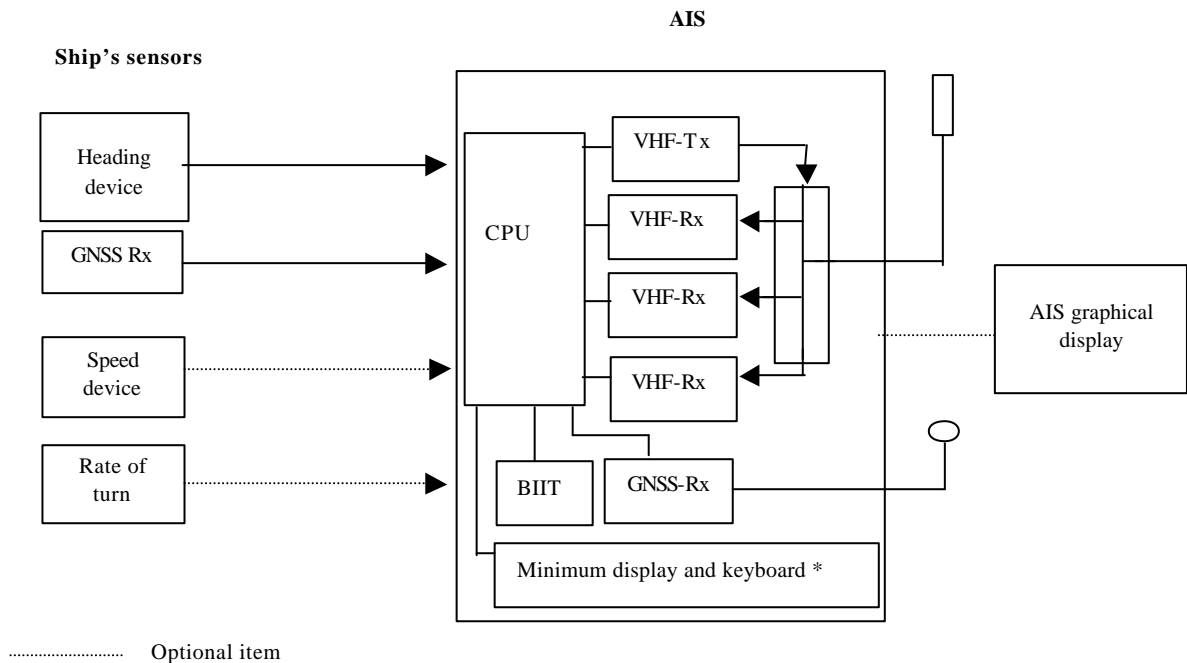 AIS
Ship's sensors
Heading
device
GNSS Rx
Speed
device
Rate of
turn
CPU
VHF-Tx
VHF-Rx
VHF-Rx
VHF-Rx
BIIT
GNSS-Rx
Minimum display and keyboard *
AIS graphical
display
Optional item